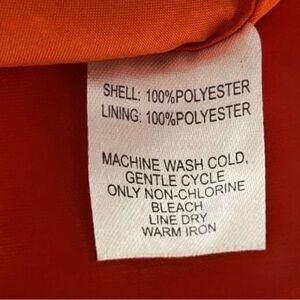 SHELL: 100%POLYESTER
LINING: 100%POLYESTER
MACHINE WASH COLD,
GENTLE CYCLE
ONLY NON-CHLORINE
BLEACH
LINE DRY
WARM IRON